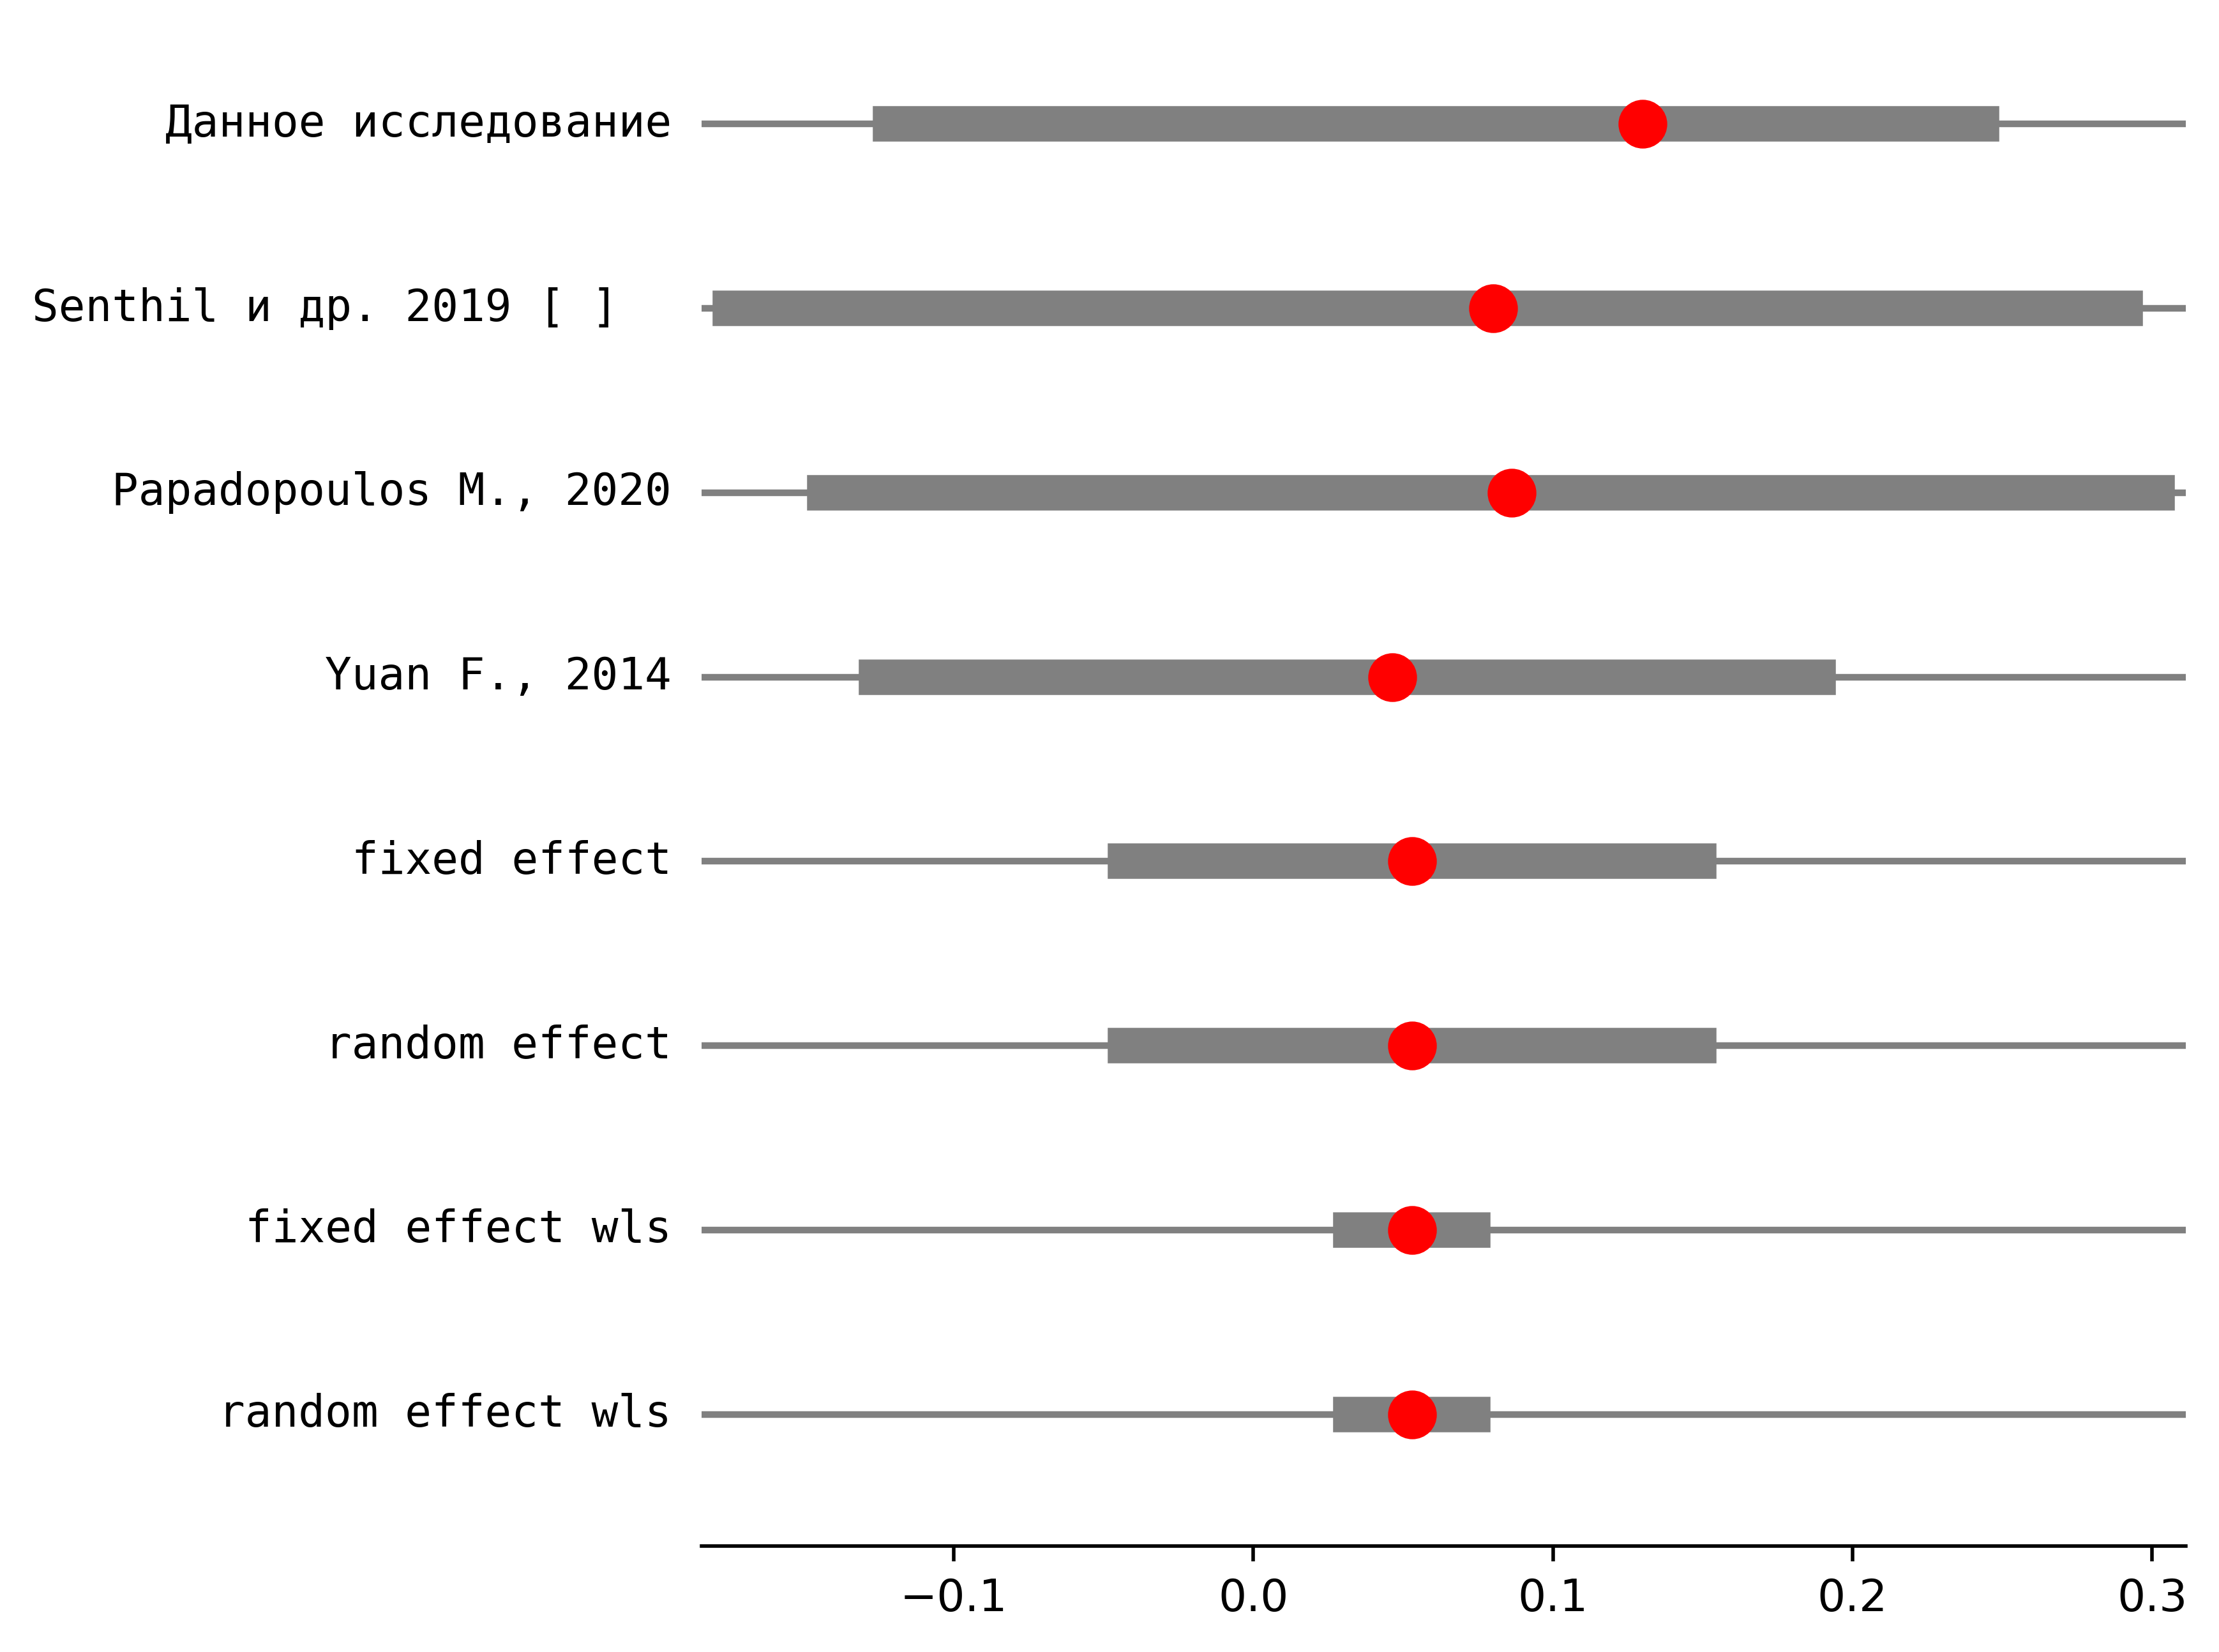 Данное исследование
Senthil и др. 2019 [ ]
Papadopoulos M., 2020
Yuan F., 2014
fixed effect
random effect
fixed effect wls
random effect wls
−0.1 0.0 0.1 0.2 0.3